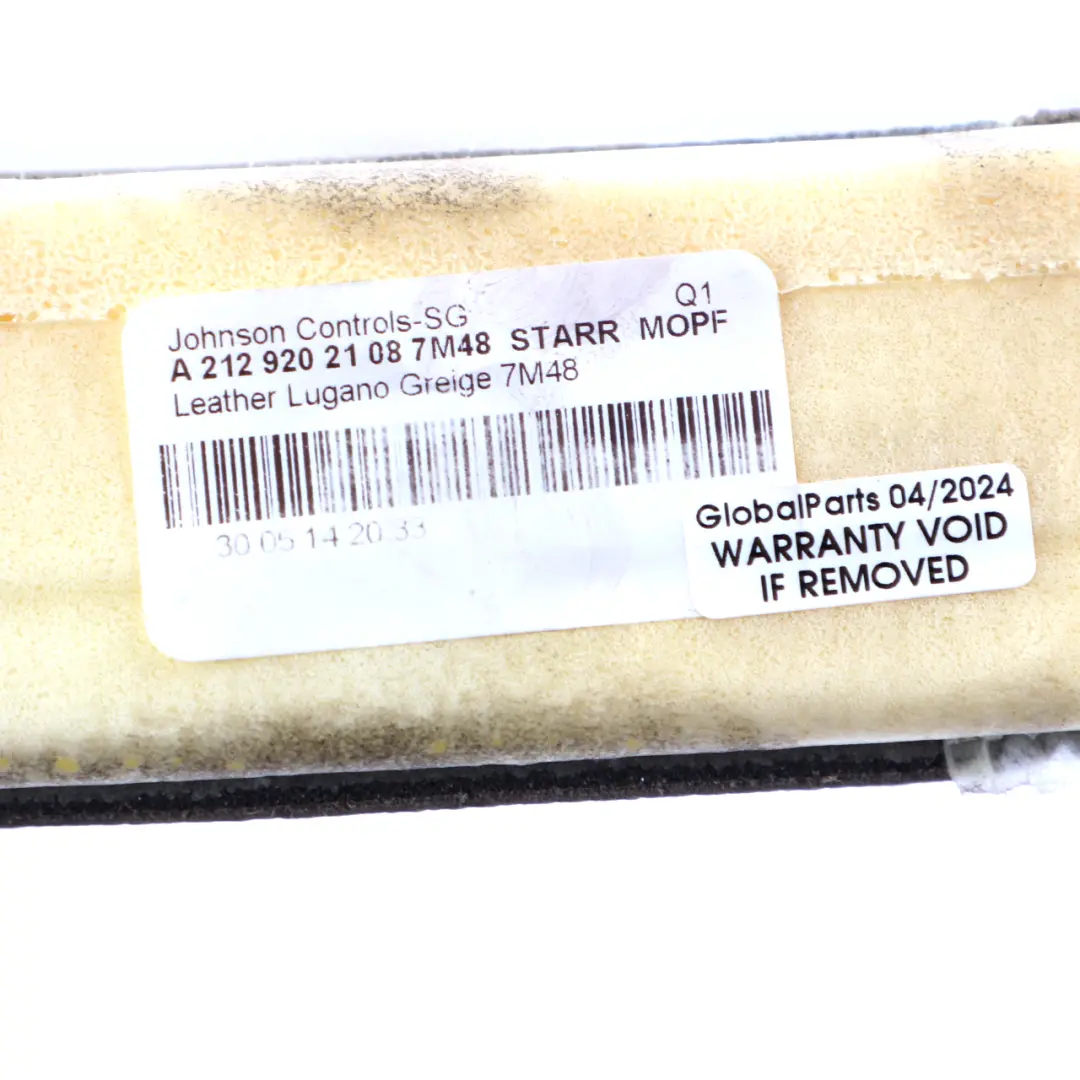 Johnson Controls-SG Q1
A 212 920 21 08 7M48 STARR MOPF
Leather Lugano Greige 7M48
30 05 14 20 33
GlobalParts 04/2024
WARRANTY VOID
IF REMOVED